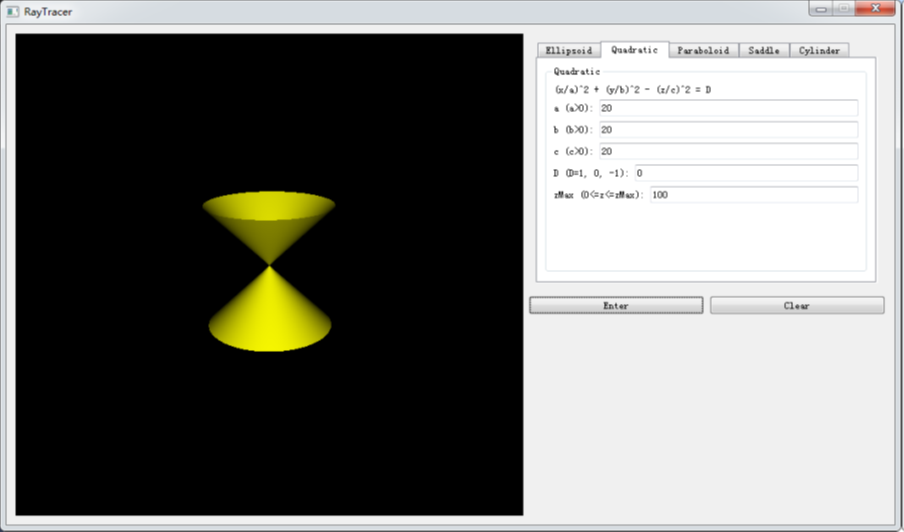 RayTracer
Ellipsoid Quadratic Paraboloid Saddle Cylinder
Quadratic
(x/a)^2 + (y/b)^2 - (z/c)^2 = D
a (a>0): 20
b (b>0): 20
c (c>0): 20
D (D=1, 0, -1): 0
zMax (0<=z<=zMax): 100
Enter Clear